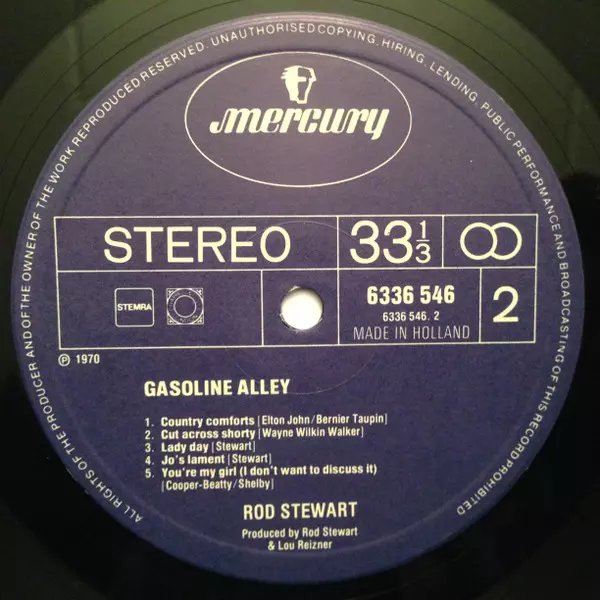 ALL RIGHTS OF THE PRODUCER AND OF THE OWNER OF THE WORK REPRODUCED RESERVED. UNAUTHORISED COPYING, HIRING, LENDING, PUBLIC PERFORMANCE AND BROADCASTING OF THIS RECORD PROHIBITED
mercury
STEREO
33 1/3
2
STEMRA
6336 546
6336 546. 2
MADE IN HOLLAND
Ⓟ 1970
GASOLINE ALLEY
1. Country comforts [Elton John/Bernier Taupin]
2. Cut across shorty [Wayne Wilkin Walker]
3. Lady day [Stewart]
4. Jo's lament [Stewart]
5. You're my girl (I don't want to discuss it)
[Cooper-Beatty/Shelby]
ROD STEWART
Produced by Rod Stewart
& Lou Reizner